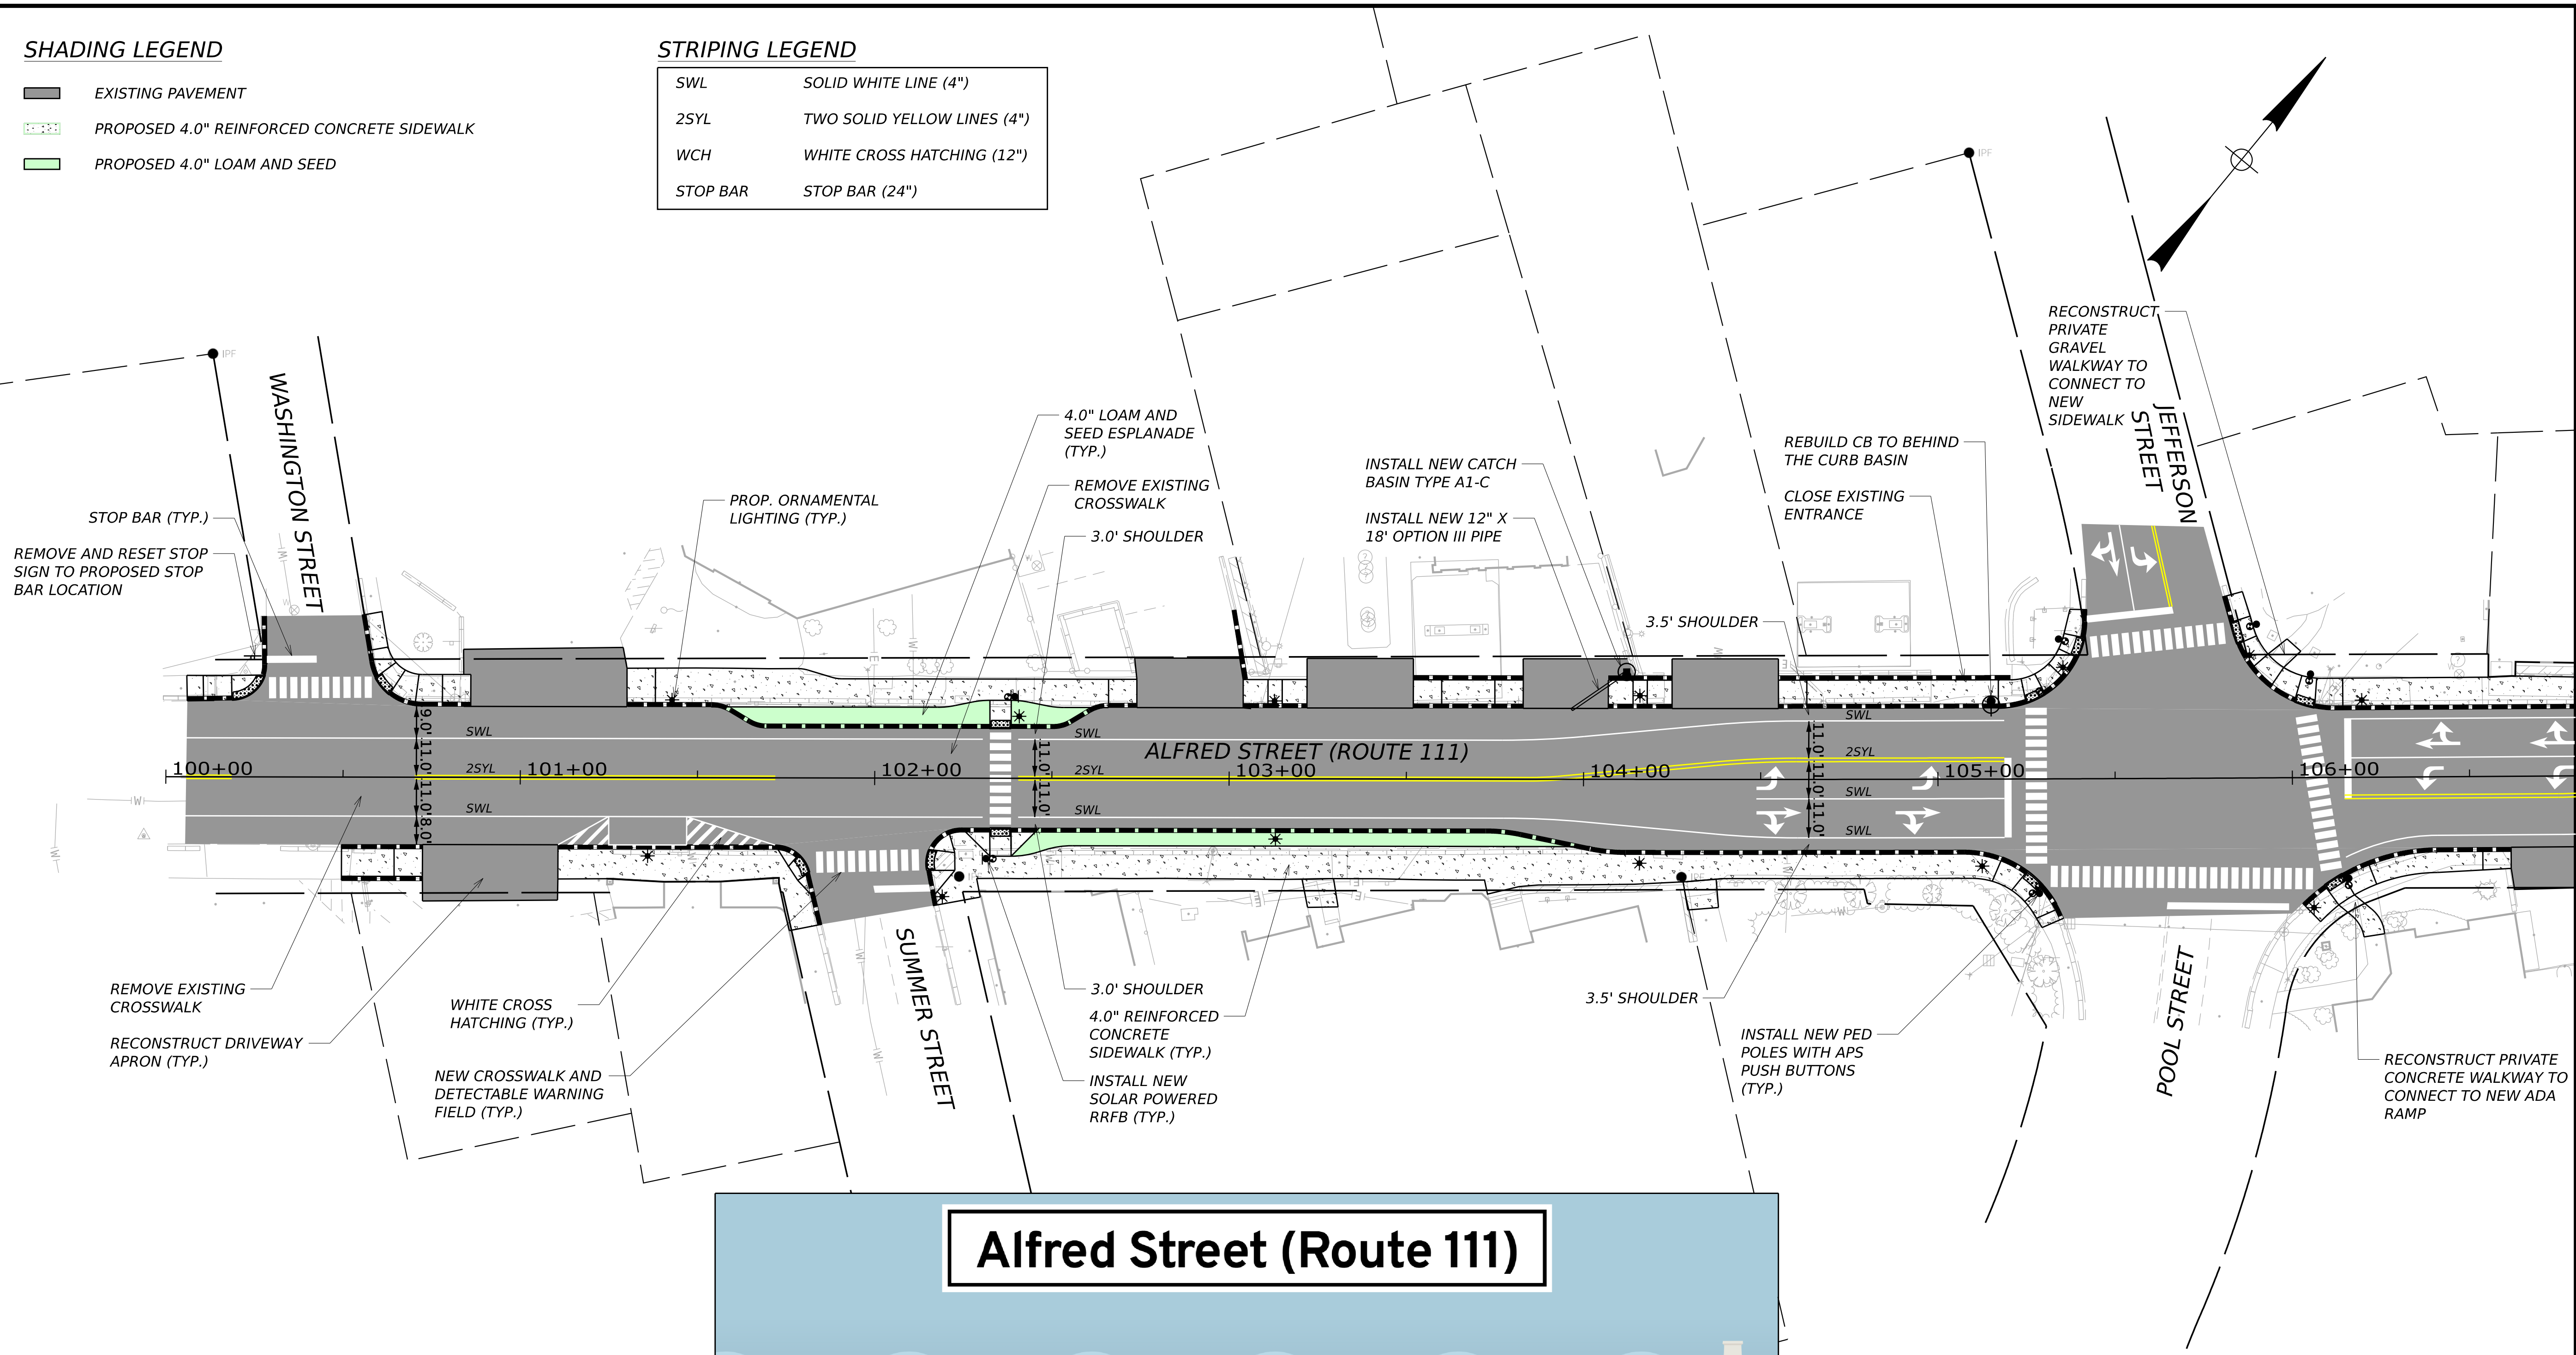 SHADING LEGEND
EXISTING PAVEMENT
PROPOSED 4.0" REINFORCED CONCRETE SIDEWALK
PROPOSED 4.0" LOAM AND SEED
STRIPING LEGEND
SWL SOLID WHITE LINE (4")
2SYL TWO SOLID YELLOW LINES (4")
WCH WHITE CROSS HATCHING (12")
STOP BAR STOP BAR (24")
IPF
IPF
WASHINGTON STREET
STOP BAR (TYP.)
REMOVE AND RESET STOP
SIGN TO PROPOSED STOP
BAR LOCATION
PROP. ORNAMENTAL
LIGHTING (TYP.)
4.0" LOAM AND
SEED ESPLANADE
(TYP.)
REMOVE EXISTING
CROSSWALK
3.0' SHOULDER
INSTALL NEW CATCH
BASIN TYPE A1-C
INSTALL NEW 12" X
18' OPTION III PIPE
3.5' SHOULDER
REBUILD CB TO BEHIND
THE CURB BASIN
CLOSE EXISTING
ENTRANCE
RECONSTRUCT
PRIVATE
GRAVEL
WALKWAY TO
CONNECT TO
NEW
SIDEWALK
JEFFERSON
STREET
9.0'
11.0'
11.0'
8.0'
SWL
2SYL
SWL
11.0'
11.0'
SWL
2SYL
SWL
ALFRED STREET (ROUTE 111)
11.0'
11.0'
11.0'
SWL
2SYL
SWL
SWL
100+00
101+00
102+00
103+00
104+00
105+00
106+00
REMOVE EXISTING
CROSSWALK
RECONSTRUCT DRIVEWAY
APRON (TYP.)
WHITE CROSS
HATCHING (TYP.)
NEW CROSSWALK AND
DETECTABLE WARNING
FIELD (TYP.)
SUMMER STREET
3.0' SHOULDER
4.0" REINFORCED
CONCRETE
SIDEWALK (TYP.)
INSTALL NEW
SOLAR POWERED
RRFB (TYP.)
3.5' SHOULDER
INSTALL NEW PED
POLES WITH APS
PUSH BUTTONS
(TYP.)
POOL STREET
RECONSTRUCT PRIVATE
CONCRETE WALKWAY TO
CONNECT TO NEW ADA
RAMP
Alfred Street (Route 111)